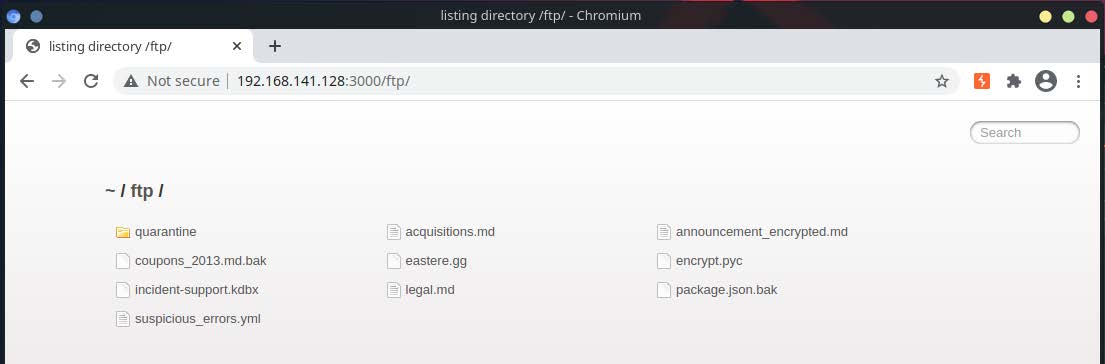 listing directory /ftp/ - Chromium
listing directory /ftp/
Not secure 192.168.141.128:3000/ftp/
Search
~ / ftp /
quarantine acquisitions.md announcement_encrypted.md
coupons_2013.md.bak eastere.gg encrypt.pyc
incident-support.kdbx legal.md package.json.bak
suspicious_errors.yml